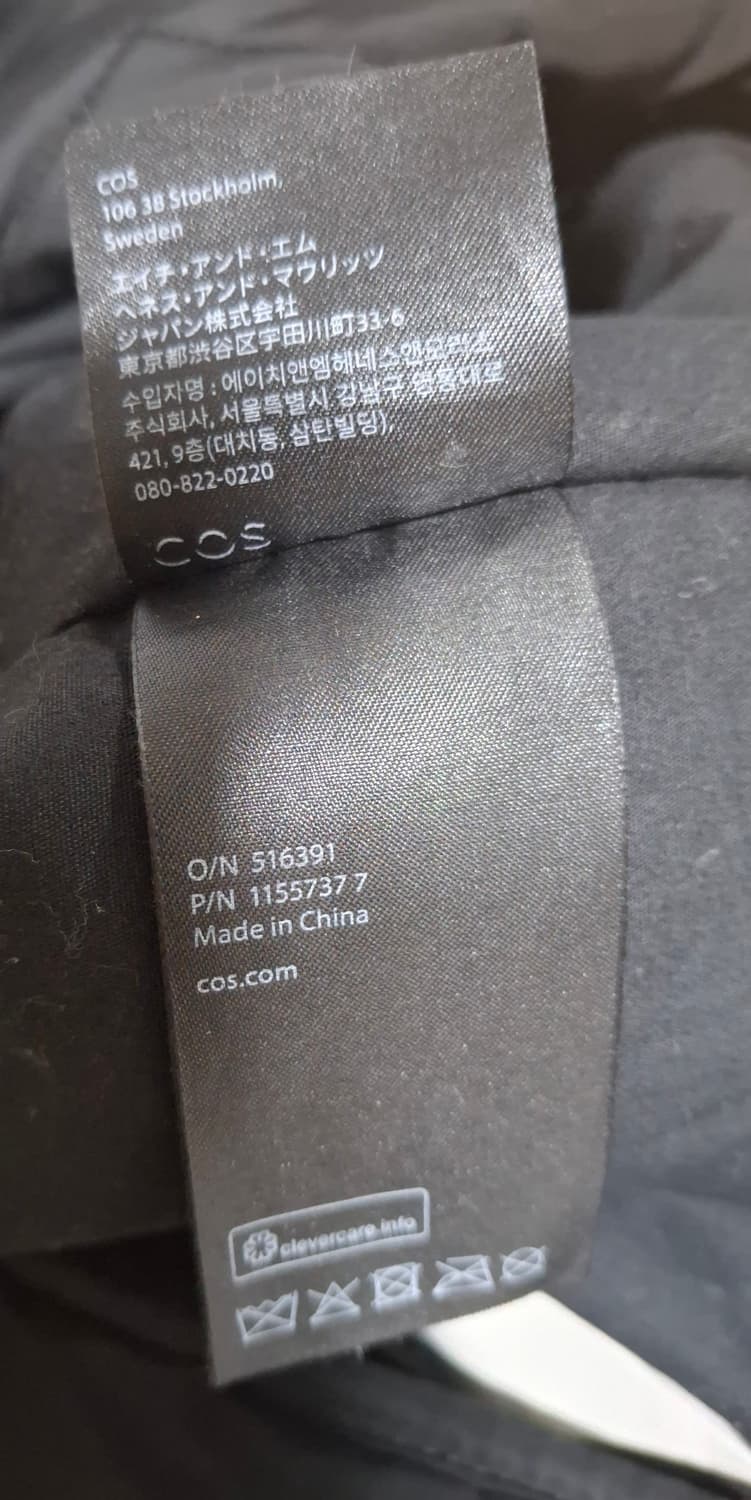 COS
106 38 Stockholm,
Sweden
エイチ・アンド・エム
ヘネス・アンド・マウリッツ
ジャパン株式会社
東京都渋谷区宇田川町33-6
수입자명 : 에이치앤엠헤네스앤모리츠
주식회사, 서울특별시 강남구 영동대로
421, 9층(대치동, 삼탄빌딩),
080-822-0220
COS
O/N 516391
P/N 1155737 7
Made in China
cos.com
clevercare.info